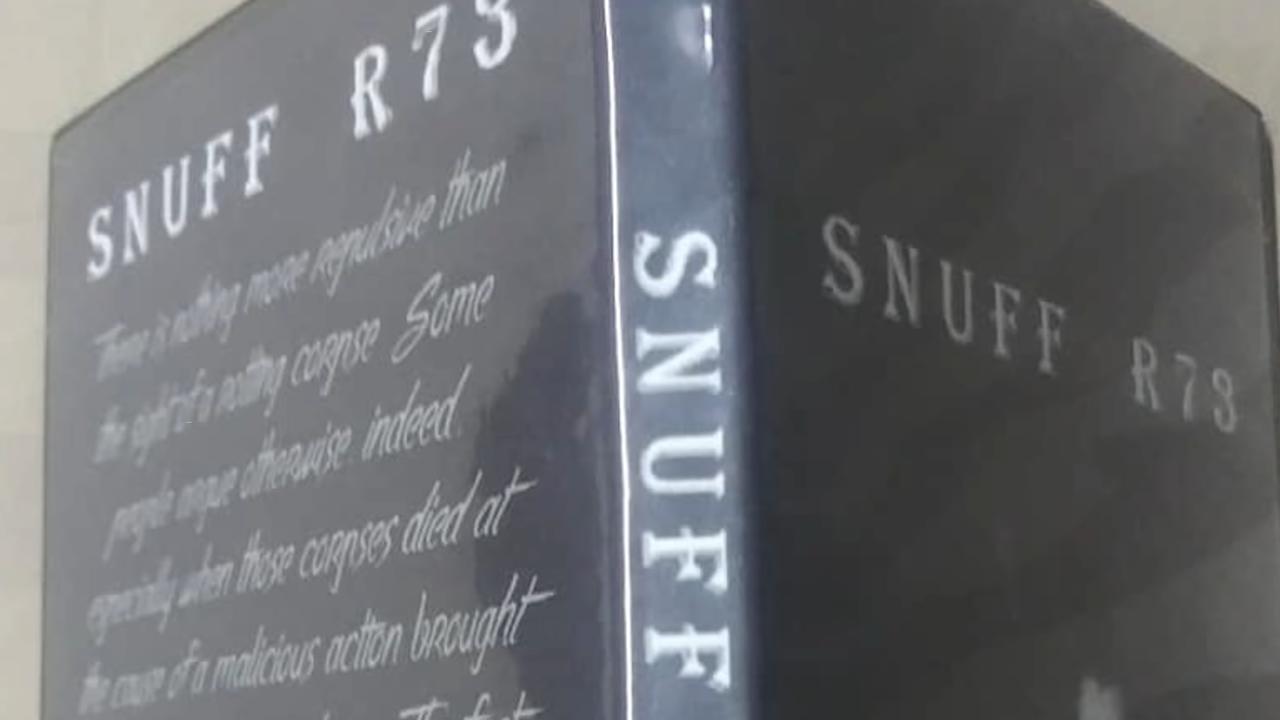 SNUFF R73
There is nothing more repulsive than
the sight of a rotting corpse. Some
people argue otherwise indeed.
especially when those corpses died at
the cause of a malicious action brought
SNUFF
SNUFF R73